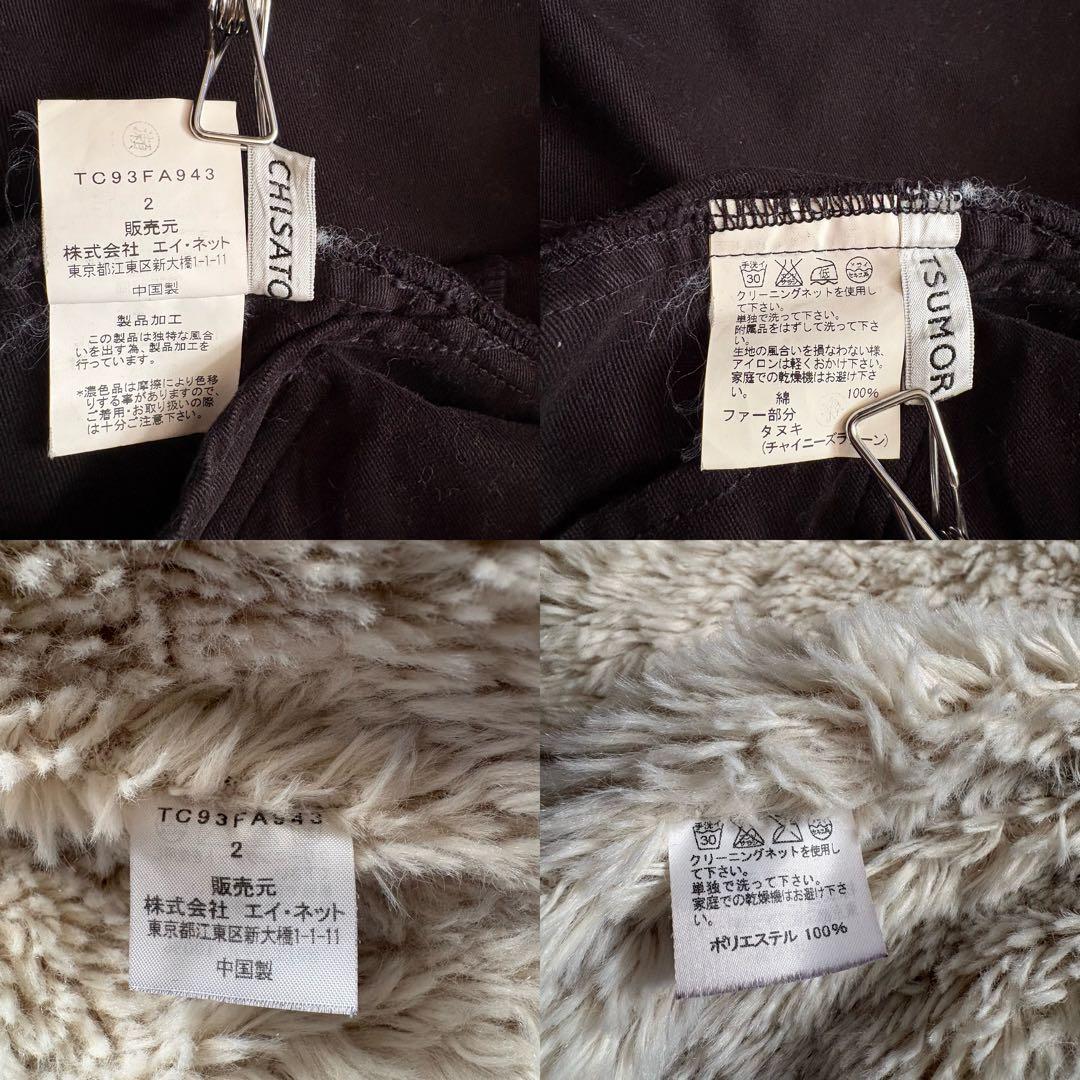 TC93FA943
2
販売元
株式会社 エイ・ネット
東京都江東区新大橋1-1-11
中国製
製品加工
この製品は独特な風合
いを出す為、製品加工を
行っています。
*濃色品は摩擦により色移
りする事がありますので、
ご着用・お取り扱いの際
は十分ご注意下さい。
CHISATO
手洗イ
30
クリーニングネットを使用し
て下さい。
単独で洗って下さい。
附属品をはずして洗って下さ
い。
生地の風合いを損なわない様、
アイロンは軽くおかけ下さい。
家庭での乾燥機はお避け下さ
い。
綿 100%
ファー部分
タヌキ
(チャイニーズラ
ーン)
TSUMOR
TC93FA943
2
販売元
株式会社 エイ・ネット
東京都江東区新大橋1-1-11
中国製
手洗イ
30
クリーニングネットを使用し
て下さい。
単独で洗って下さい。
家庭での乾燥機はお避け下さ
い。
ポリエステル 100%